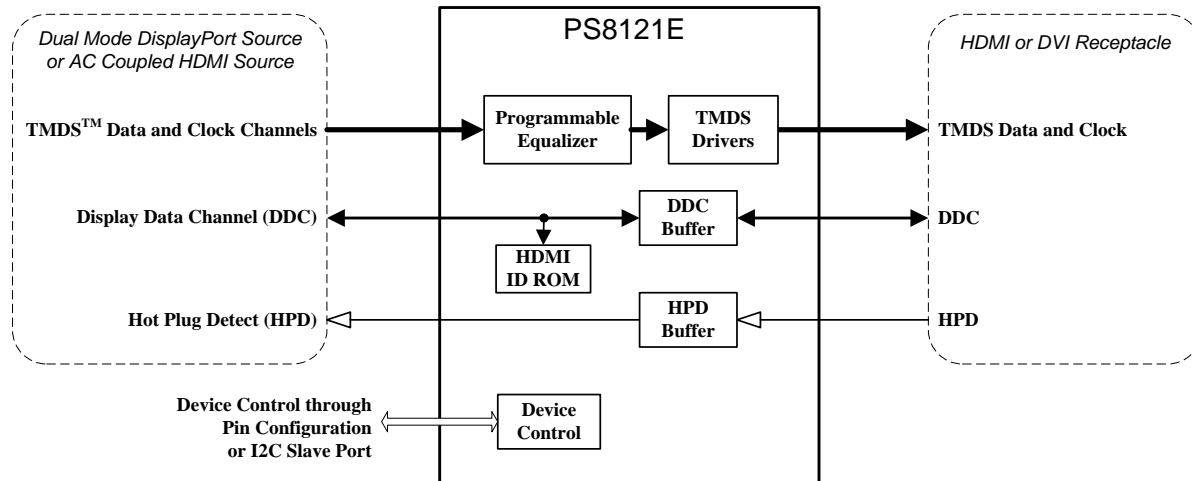 Dual Mode DisplayPort Source
or AC Coupled HDMI Source
PS8121E
HDMI or DVI Receptacle
TMDS™ Data and Clock Channels
Programmable
Equalizer
TMDS
Drivers
TMDS Data and Clock
Display Data Channel (DDC)
DDC
Buffer
DDC
HDMI
ID ROM
Hot Plug Detect (HPD)
HPD
Buffer
HPD
Device Control through
Pin Configuration
or I2C Slave Port
Device
Control